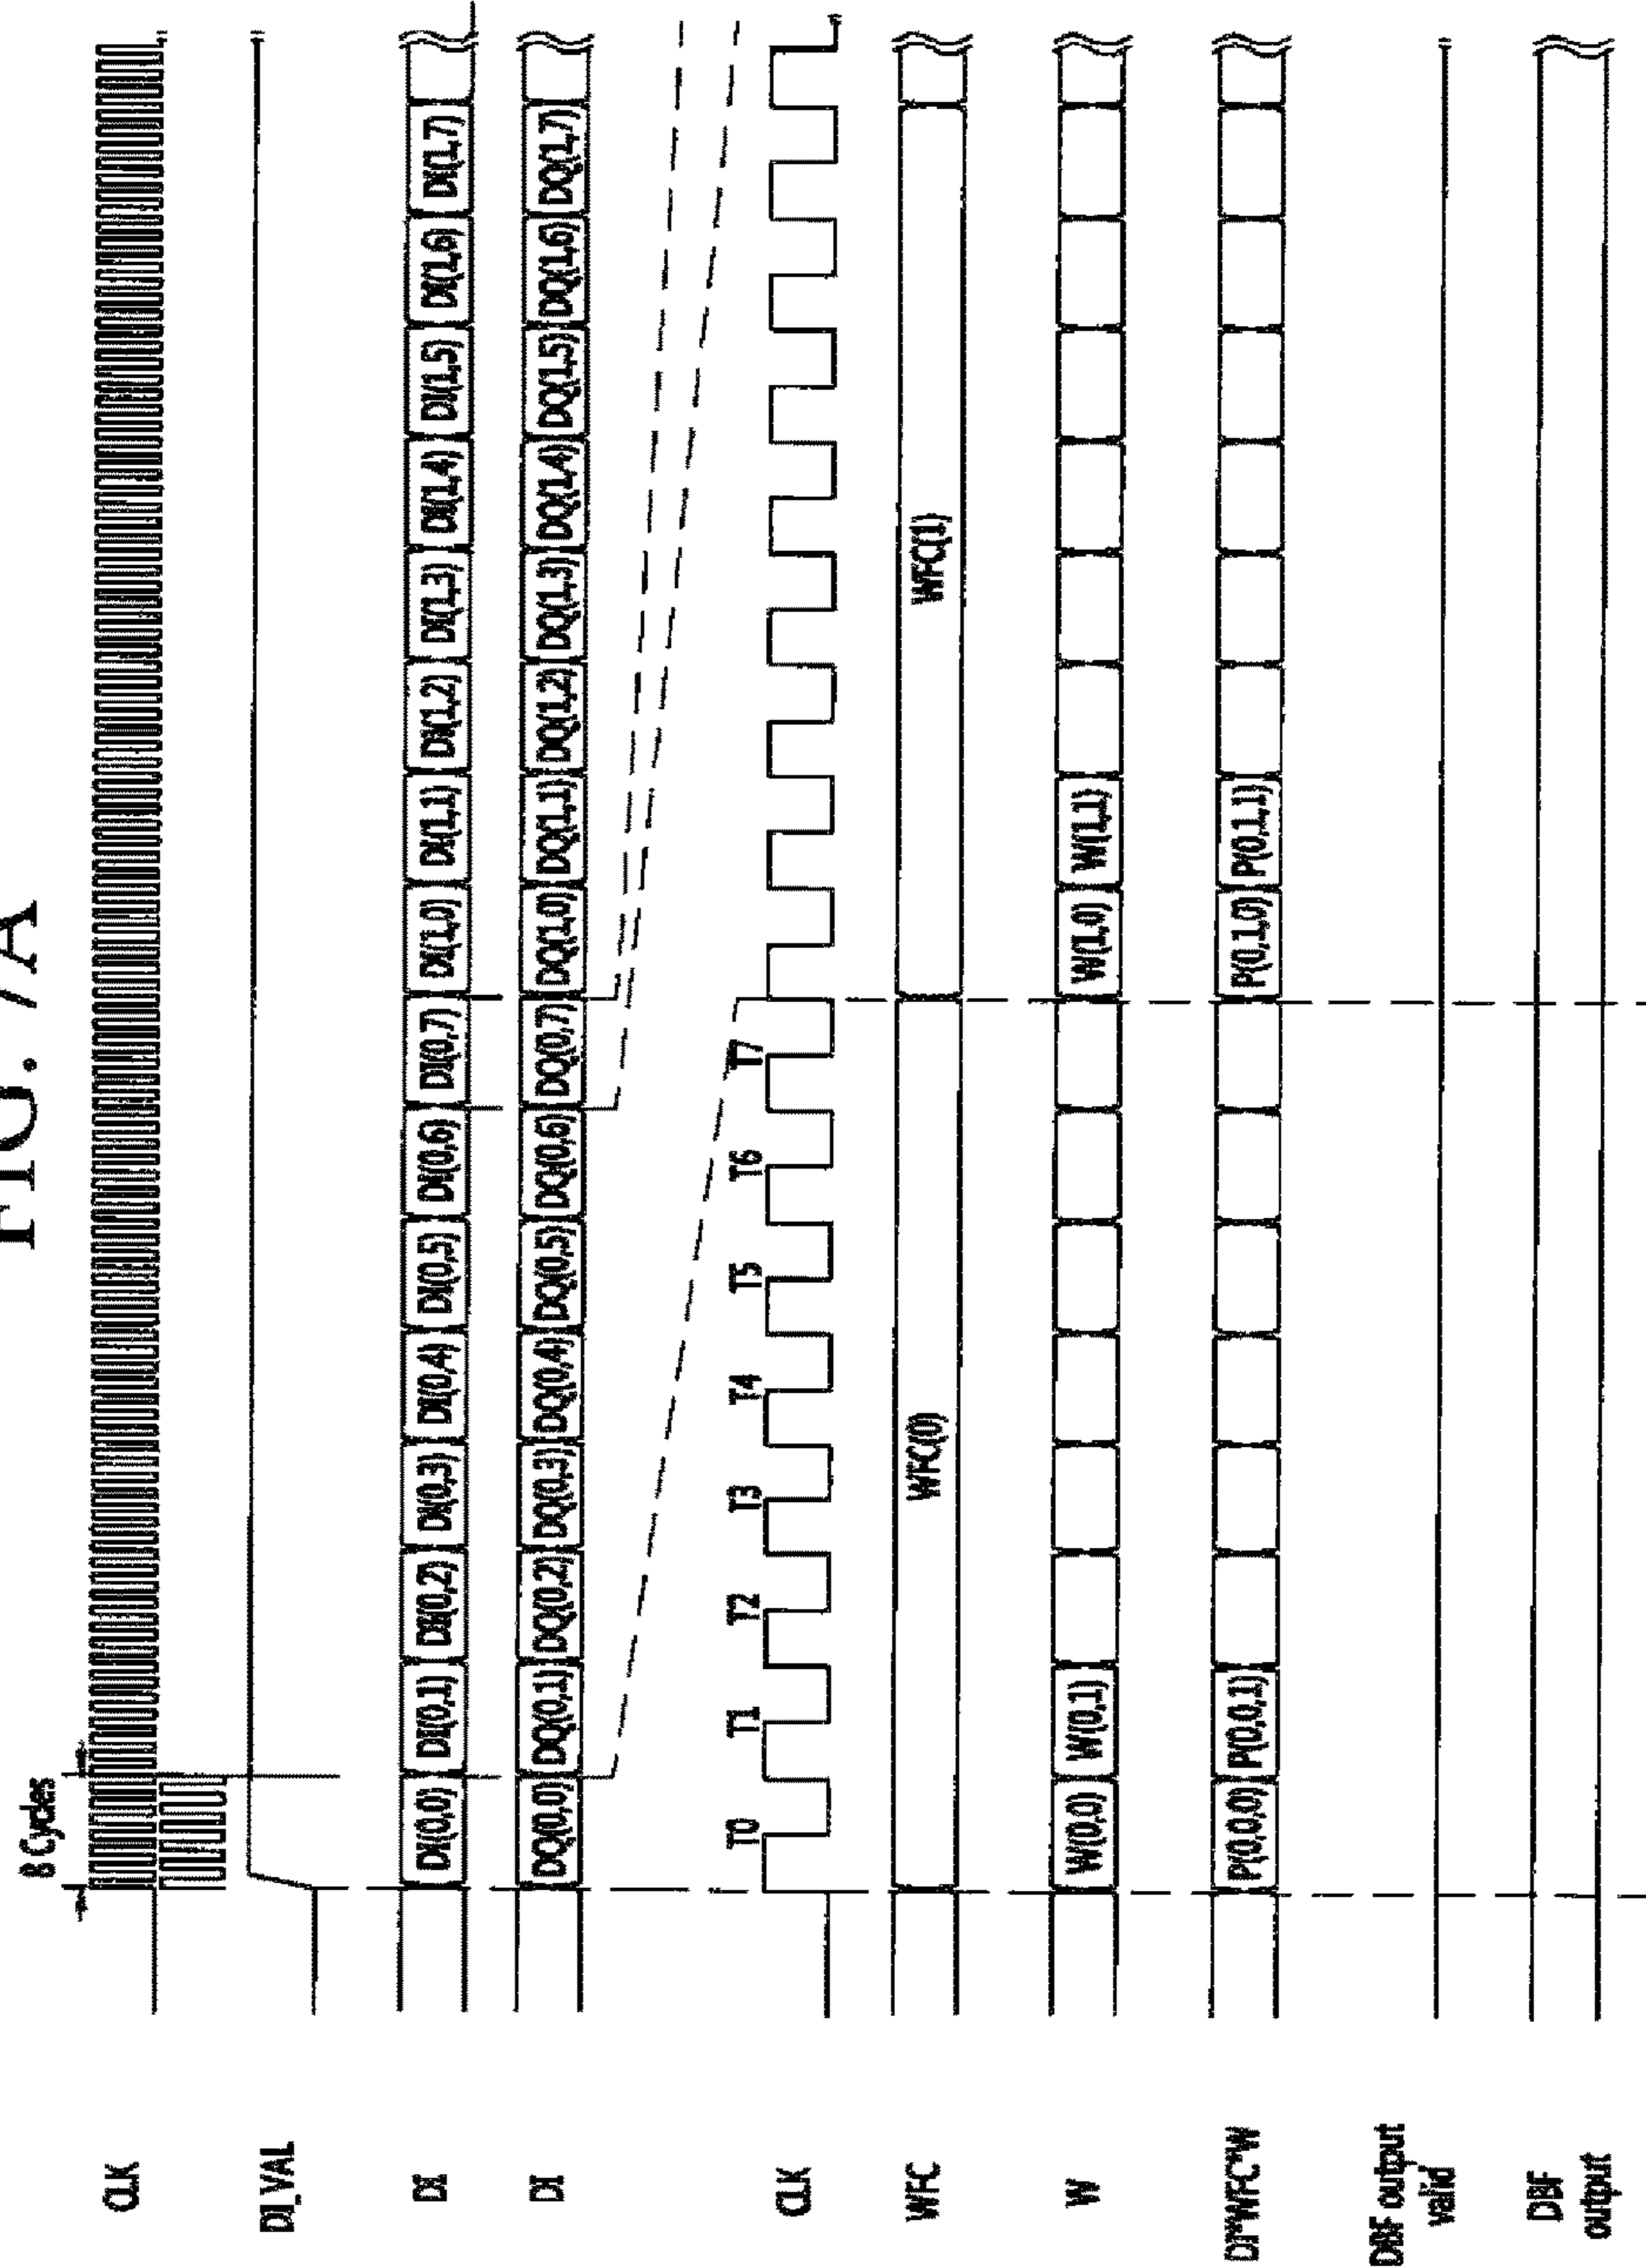 FIG. 7A
8 Cycles
CLK
DI_VAL
DI DI(0,0) DI(0,1) DI(0,2) DI(0,3) DI(0,4) DI(0,5) DI(0,6) DI(0,7) DI(1,0) DI(1,1) DI(1,2) DI(1,3) DI(1,4) DI(1,5) DI(1,6) DI(1,7)
DI DQ(0,0) DQ(0,1) DQ(0,2) DQ(0,3) DQ(0,4) DQ(0,5) DQ(0,6) DQ(0,7) DQ(1,0) DQ(1,1) DQ(1,2) DQ(1,3) DQ(1,4) DQ(1,5) DQ(1,6) DQ(1,7)
T0 T1 T2 T3 T4 T5 T6 T7
CLK
WFC WFC(0) WFC(1)
W W(0,0) W(0,1) W(1,0) W(1,1)
DI*WFC*W P(0,0,0) P(0,0,1) P(0,1,0) P(0,1,1)
DBF output
valid
DBF
output